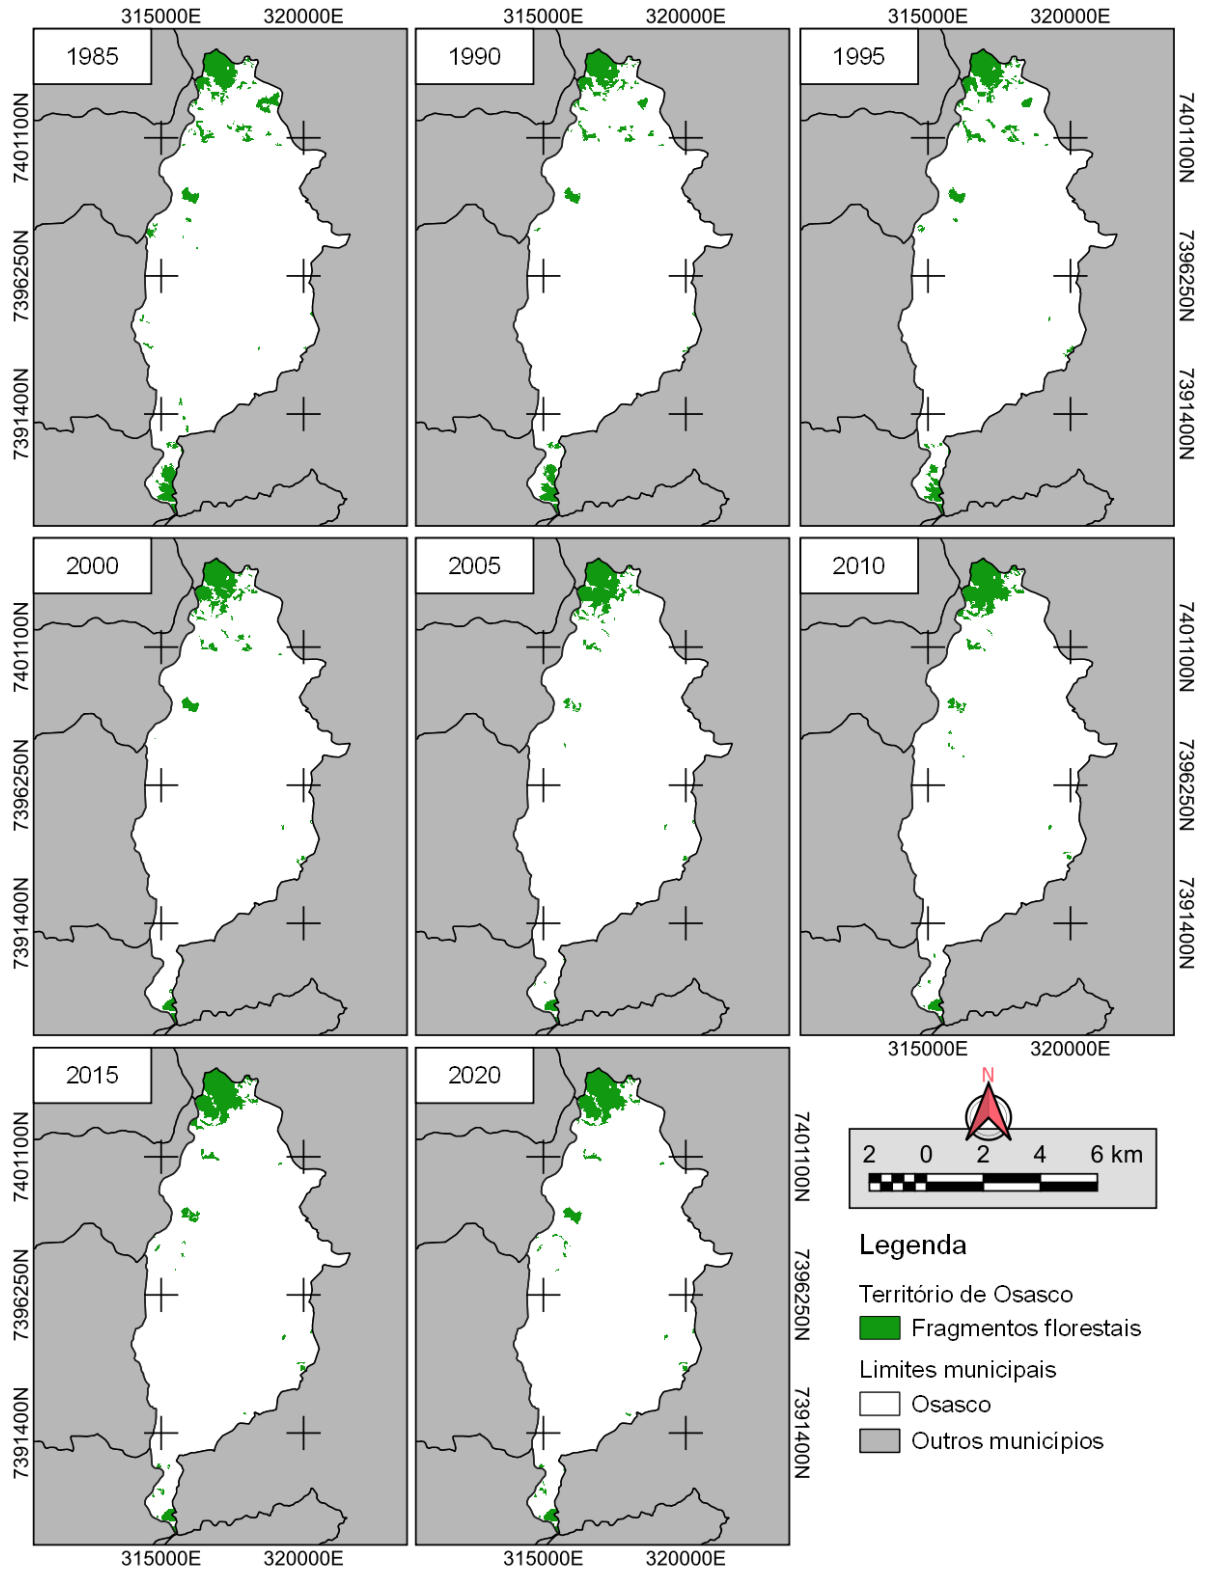 315000E 320000E
315000E 320000E
315000E 320000E
1985
1990
1995
7401100N
7396250N
7391400N
7401100N
7396250N
7391400N
2000
2005
2010
7401100N
7396250N
7391400N
7401100N
7396250N
7391400N
315000E 320000E
2015
2020
7401100N
7396250N
7391400N
7401100N
7396250N
7391400N
315000E 320000E
315000E 320000E
N
2 0 2 4 6 km
Legenda
Território de Osasco
Fragmentos florestais
Limites municipais
Osasco
Outros municípios